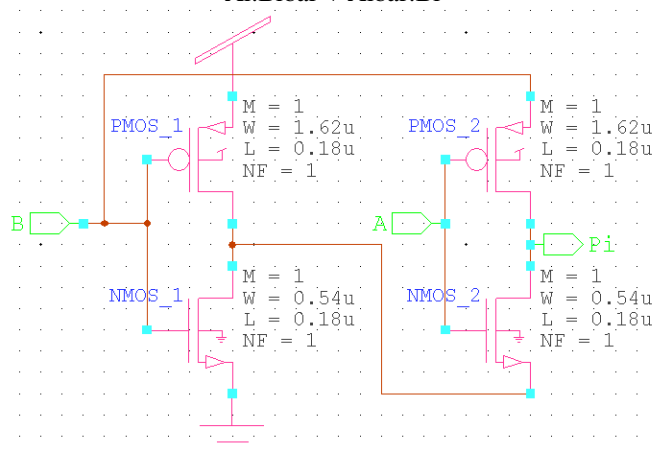 M = 1
PMOS_1
W = 1.62u
L = 0.18u
NF = 1
M = 1
PMOS_2
W = 1.62u
L = 0.18u
NF = 1
B
A
Pi
M = 1
NMOS_1
W = 0.54u
L = 0.18u
NF = 1
M = 1
NMOS_2
W = 0.54u
L = 0.18u
NF = 1